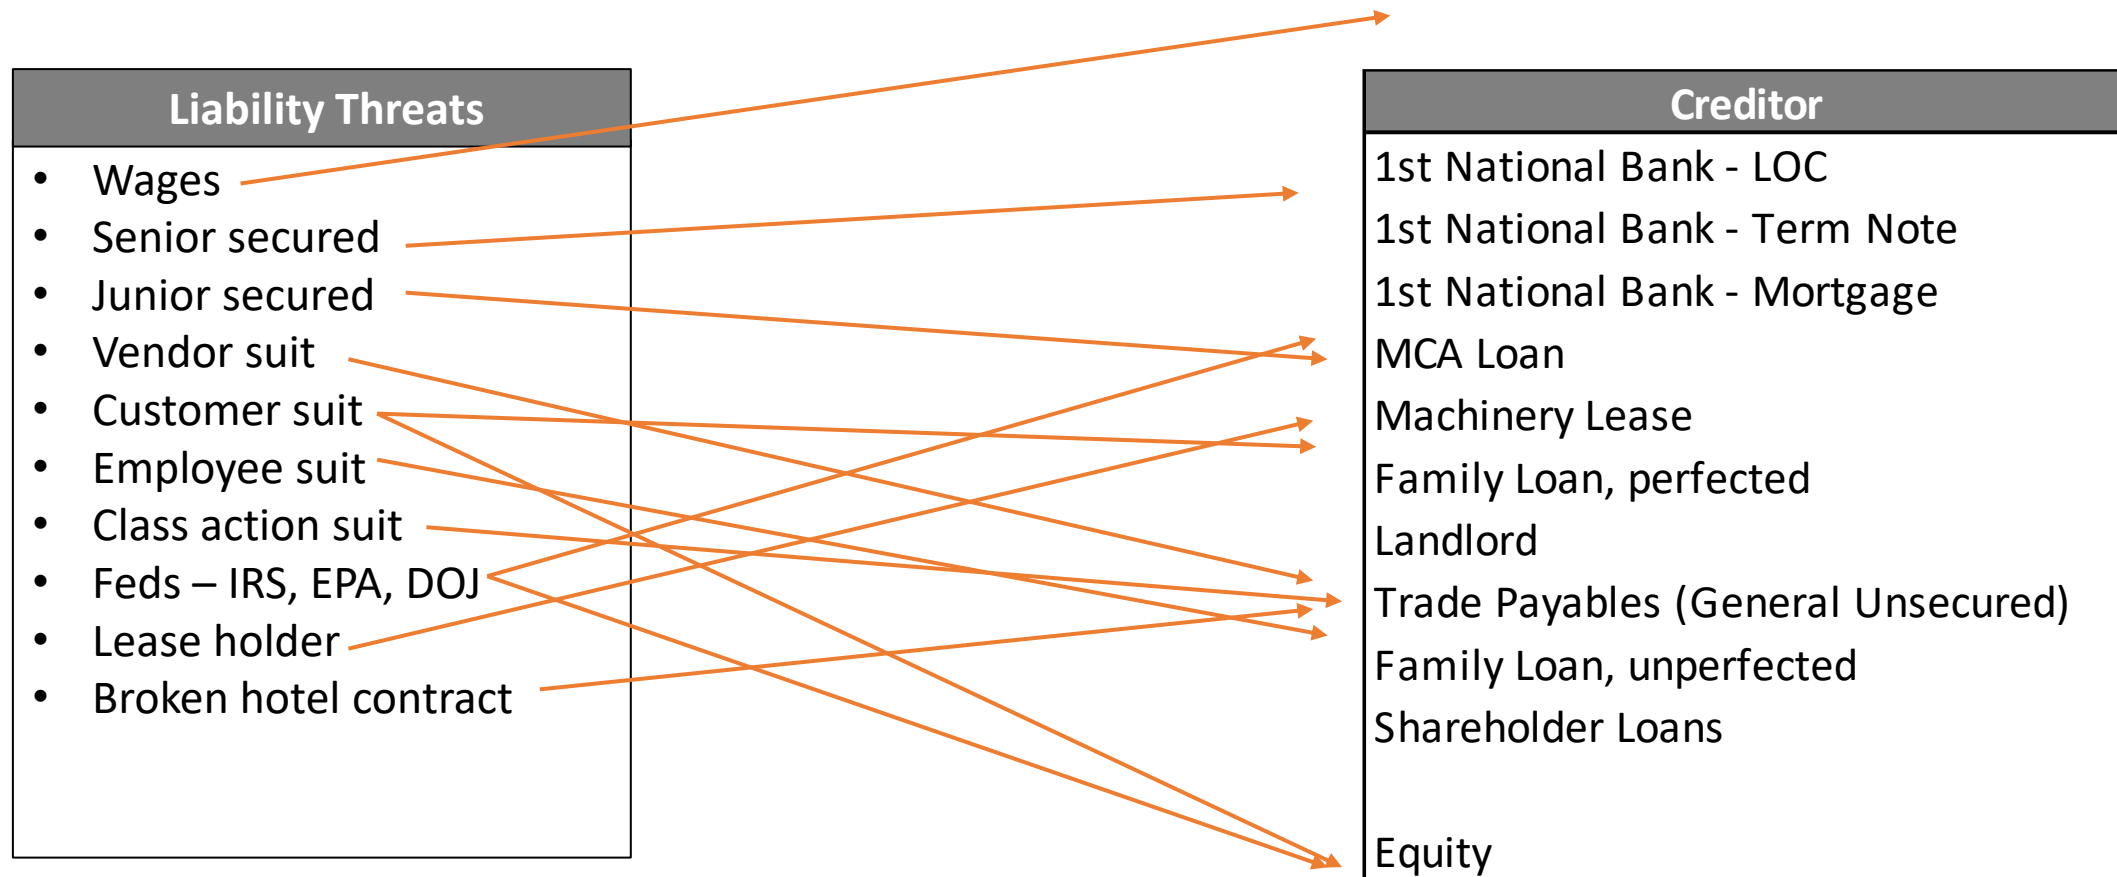 Liability Threats
• Wages
• Senior secured
• Junior secured
• Vendor suit
• Customer suit
• Employee suit
• Class action suit
• Feds – IRS, EPA, DOJ
• Lease holder
• Broken hotel contract
Creditor
1st National Bank - LOC
1st National Bank - Term Note
1st National Bank - Mortgage
MCA Loan
Machinery Lease
Family Loan, perfected
Landlord
Trade Payables (General Unsecured)
Family Loan, unperfected
Shareholder Loans
Equity